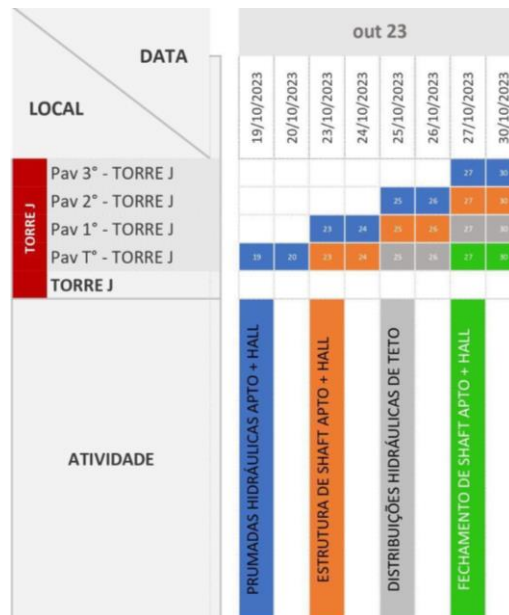 out 23
DATA
LOCAL
19/10/2023 20/10/2023 23/10/2023 24/10/2023 25/10/2023 26/10/2023 27/10/2023 30/10/2023
TORRE J
Pav 3° - TORRE J 27 30
Pav 2° - TORRE J 25 26 27 30
Pav 1° - TORRE J 23 24 25 26 27 30
Pav T° - TORRE J 19 20 23 24 25 26 27 30
TORRE J
ATIVIDADE
PRUMADAS HIDRÁULICAS APTO + HALL
ESTRUTURA DE SHAFT APTO + HALL
DISTRIBUIÇÕES HIDRÁULICAS DE TETO
FECHAMENTO DE SHAFT APTO + HALL